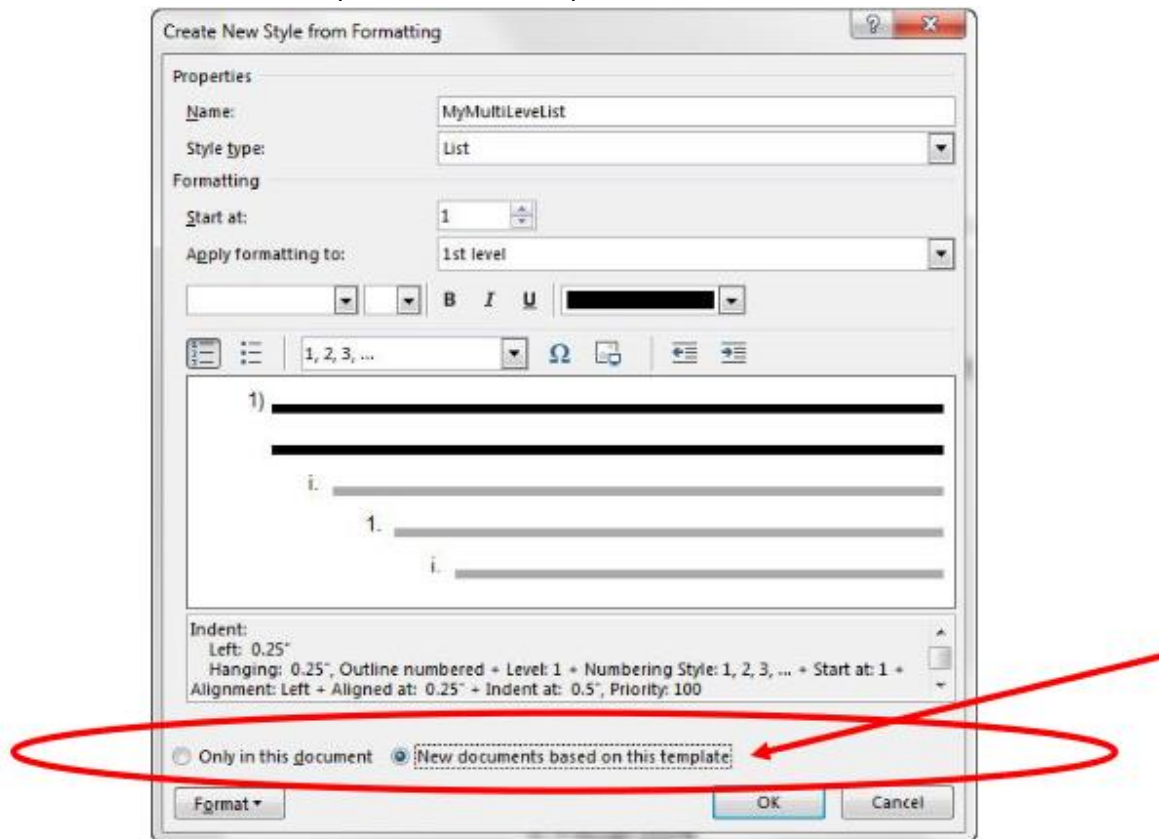 Create New Style from Formatting
Properties
Name: MyMultiLeveList
Style type: List
Formatting
Start at: 1
Apply formatting to: 1st level
B I U
1, 2, 3, ... Ω
1)
i.
1.
i.
Indent:
Left: 0.25"
Hanging: 0.25", Outline numbered + Level: 1 + Numbering Style: 1, 2, 3, ... + Start at: 1 +
Alignment: Left + Aligned at: 0.25" + Indent at: 0.5", Priority: 100
Only in this document New documents based on this template
Format OK Cancel